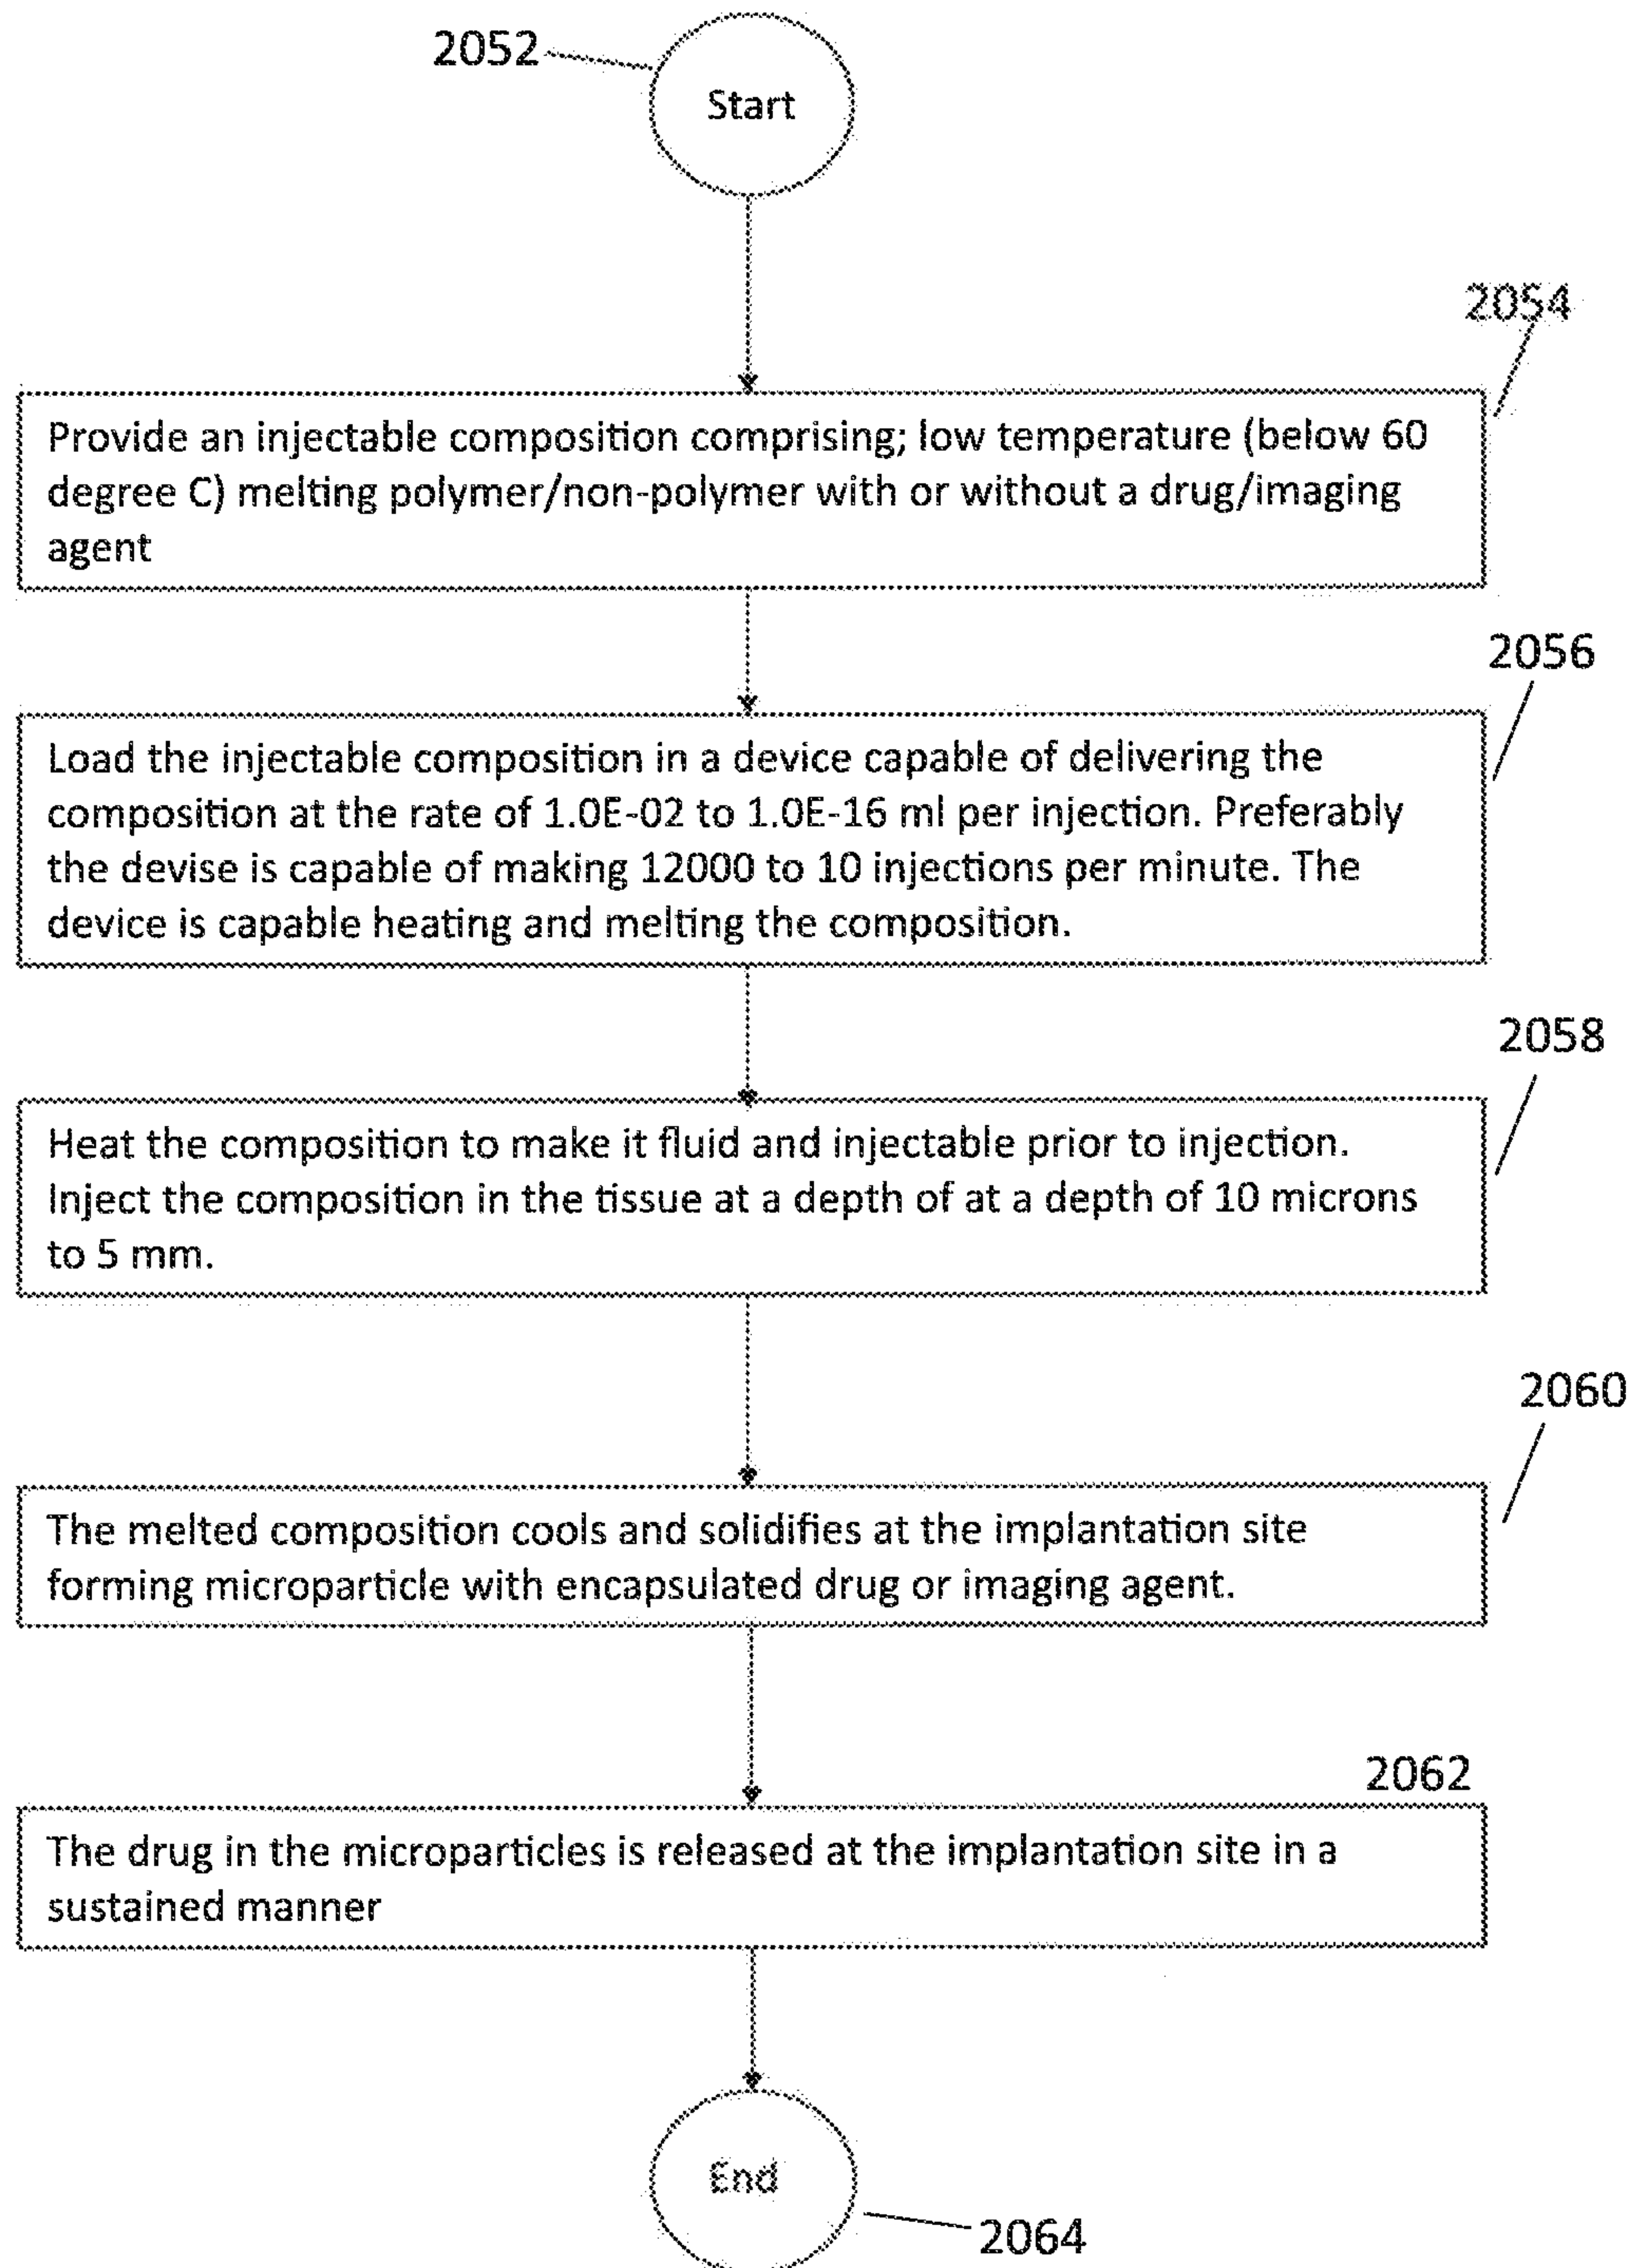 2052
Start
2054
Provide an injectable composition comprising; low temperature (below 60
degree C) melting polymer/non-polymer with or without a drug/imaging
agent
2056
Load the injectable composition in a device capable of delivering the
composition at the rate of 1.0E-02 to 1.0E-16 ml per injection. Preferably
the devise is capable of making 12000 to 10 injections per minute. The
device is capable heating and melting the composition.
2058
Heat the composition to make it fluid and injectable prior to injection.
Inject the composition in the tissue at a depth of at a depth of 10 microns
to 5 mm.
2060
The melted composition cools and solidifies at the implantation site
forming microparticle with encapsulated drug or imaging agent.
2062
The drug in the microparticles is released at the implantation site in a
sustained manner
End
2064